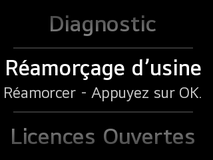 Diagnostic
Réamorçage d’usine
Réamorcer - Appuyez sur OK.
Licences Ouvertes